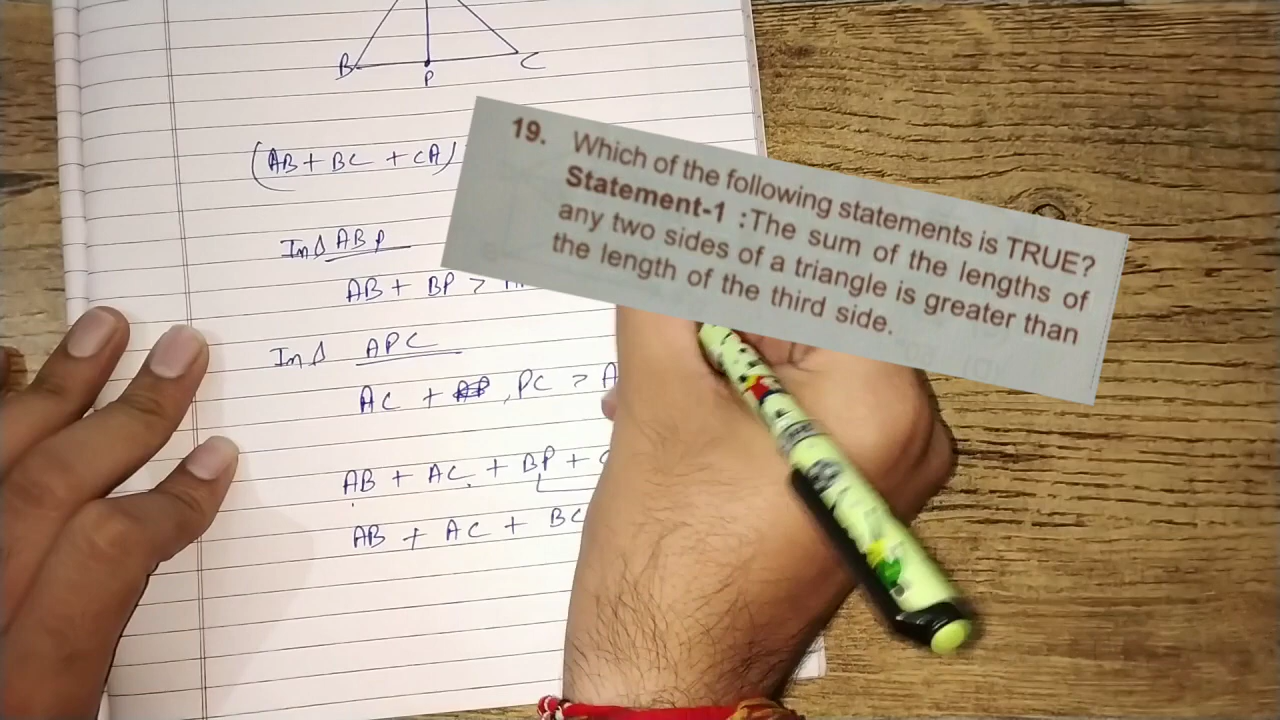 B
P
C
(AB + BC + CA)
In Δ ABP
AB + BP >
In Δ APC
AC + PC > A
AB + AC + BP +
AB + AC + BC
19. Which of the following statements is TRUE?
Statement-1 :The sum of the lengths of
any two sides of a triangle is greater than
the length of the third side.